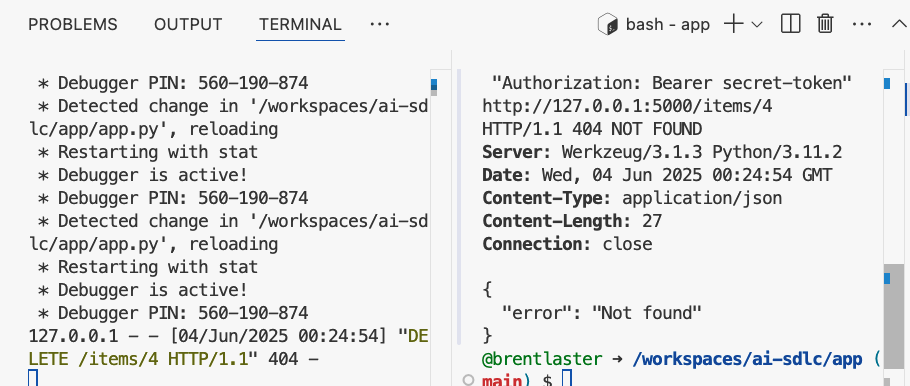 PROBLEMS OUTPUT TERMINAL ··· bash - app
* Debugger PIN: 560-190-874
* Detected change in '/workspaces/ai-sd
lc/app/app.py', reloading
* Restarting with stat
* Debugger is active!
* Debugger PIN: 560-190-874
* Detected change in '/workspaces/ai-sd
lc/app/app.py', reloading
* Restarting with stat
* Debugger is active!
* Debugger PIN: 560-190-874
127.0.0.1 - - [04/Jun/2025 00:24:54] "DE
LETE /items/4 HTTP/1.1" 404 -
"Authorization: Bearer secret-token"
http://127.0.0.1:5000/items/4
HTTP/1.1 404 NOT FOUND
Server: Werkzeug/3.1.3 Python/3.11.2
Date: Wed, 04 Jun 2025 00:24:54 GMT
Content-Type: application/json
Content-Length: 27
Connection: close
{
"error": "Not found"
}
@brentlaster → /workspaces/ai-sdlc/app (
main) $